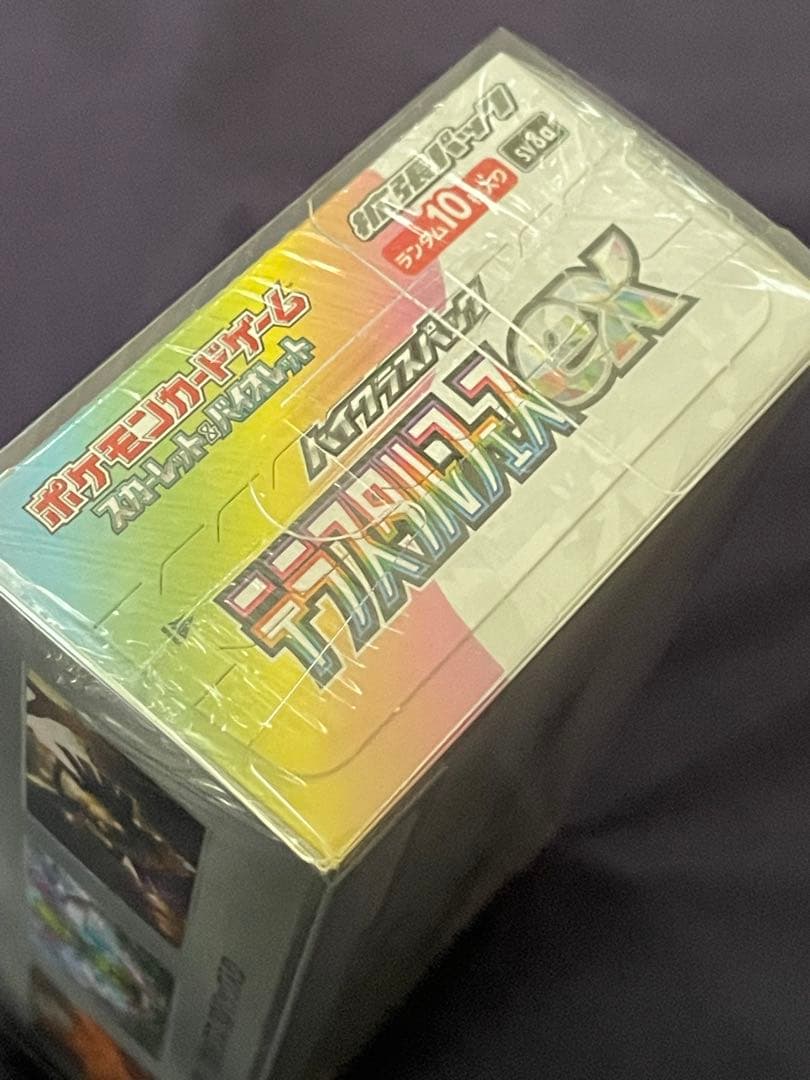 拡張パック
ランダム10枚入り
SV8a
ポケモンカードゲーム
スカーレット&バイオレット
ハイクラスパック
テラスタルフェスex